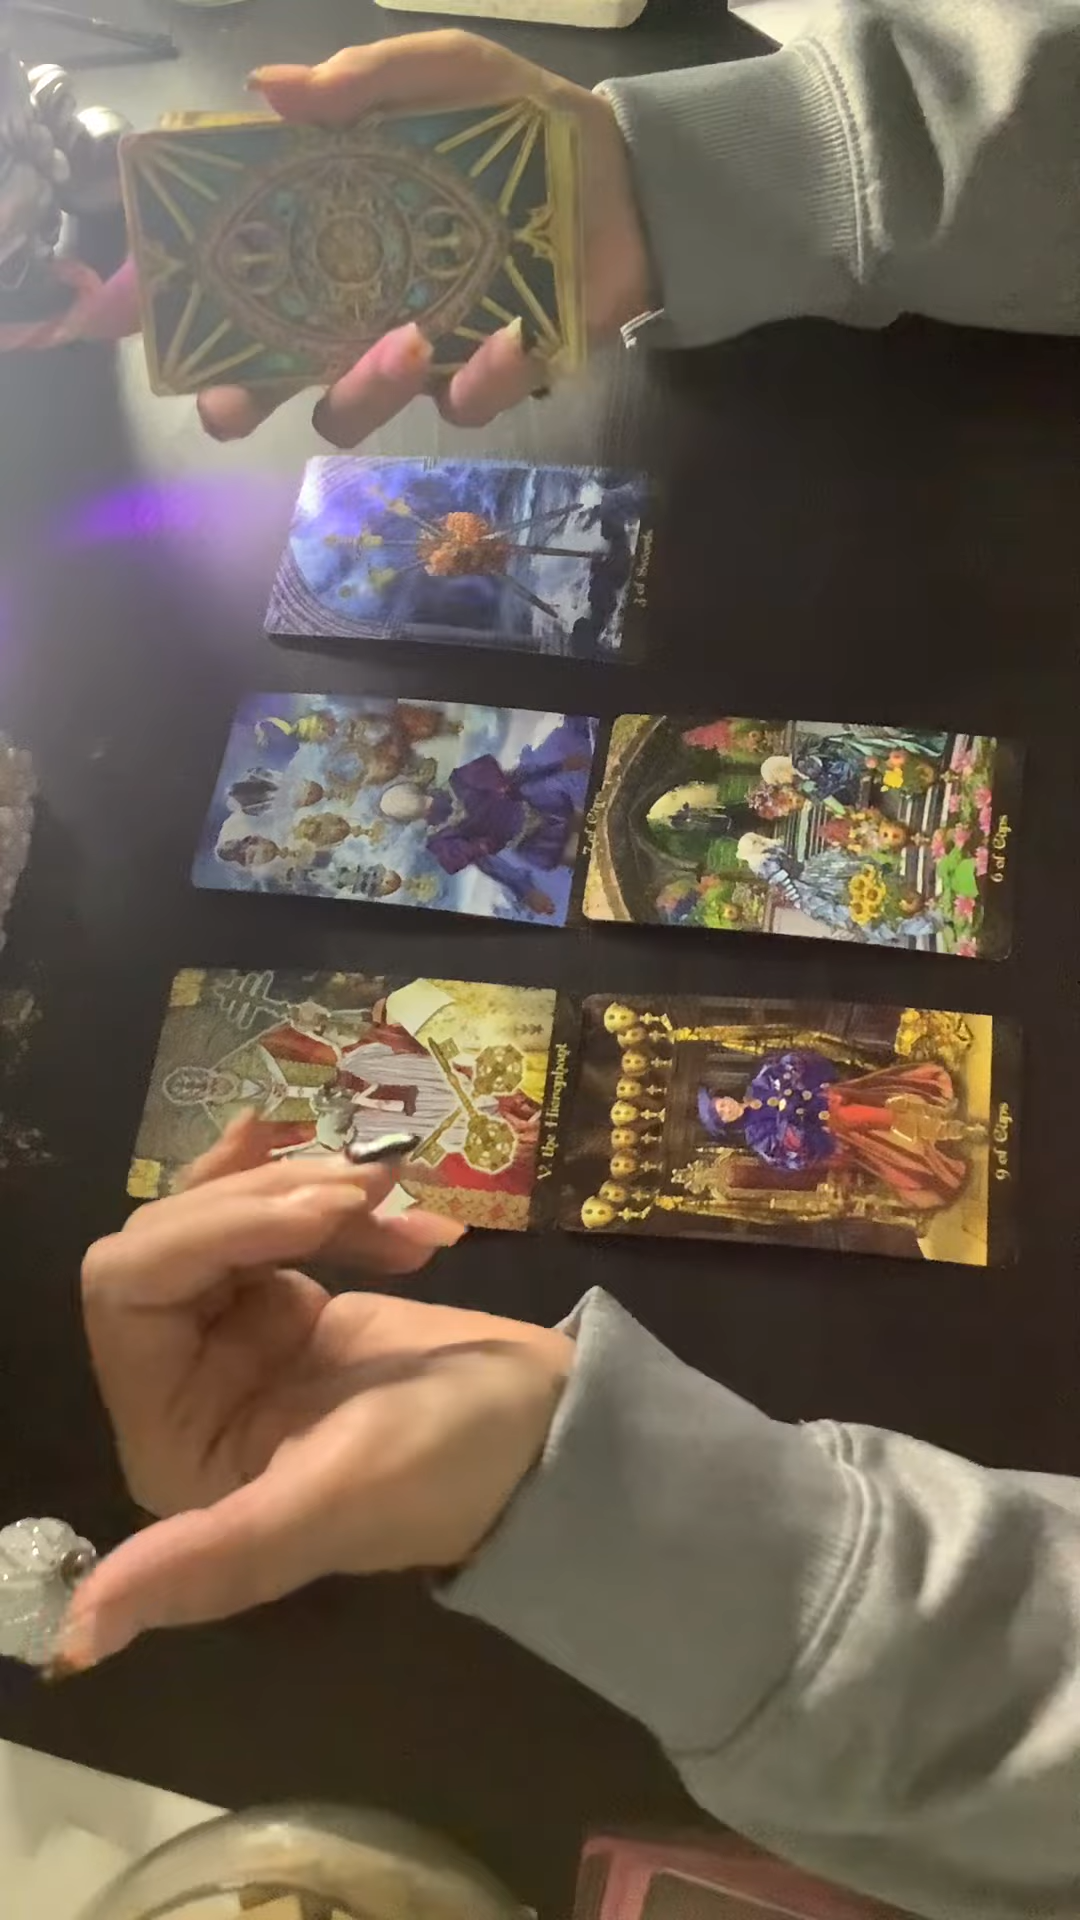 3 of Swords
7 of Cups
6 of Cups
V. the Hierophant
9 of Cups